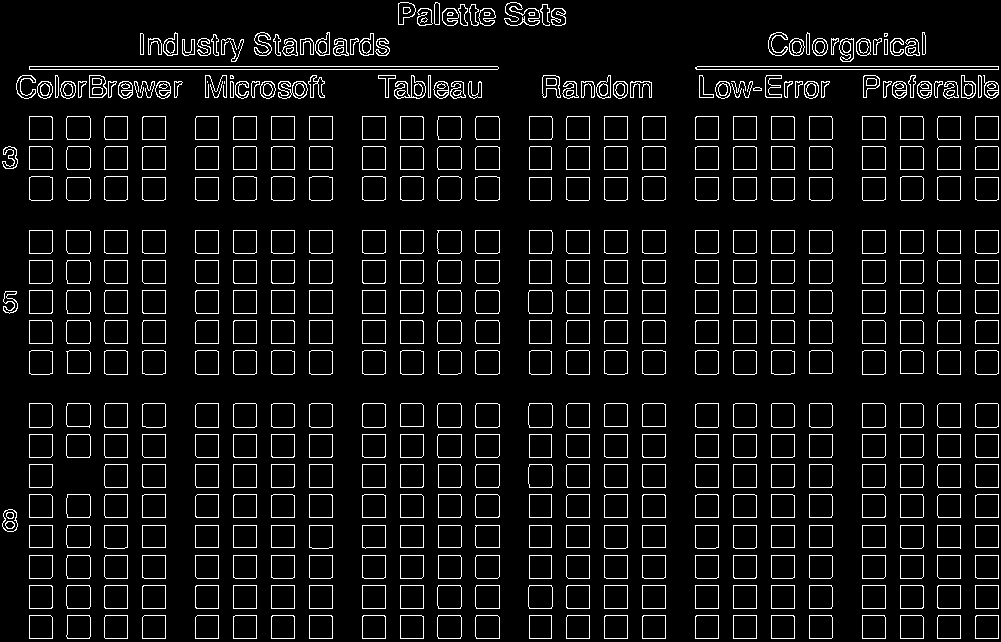 Palette Sets
Industry Standards Colorgorical
ColorBrewer Microsoft Tableau Random Low-Error Preferable
3
5
8